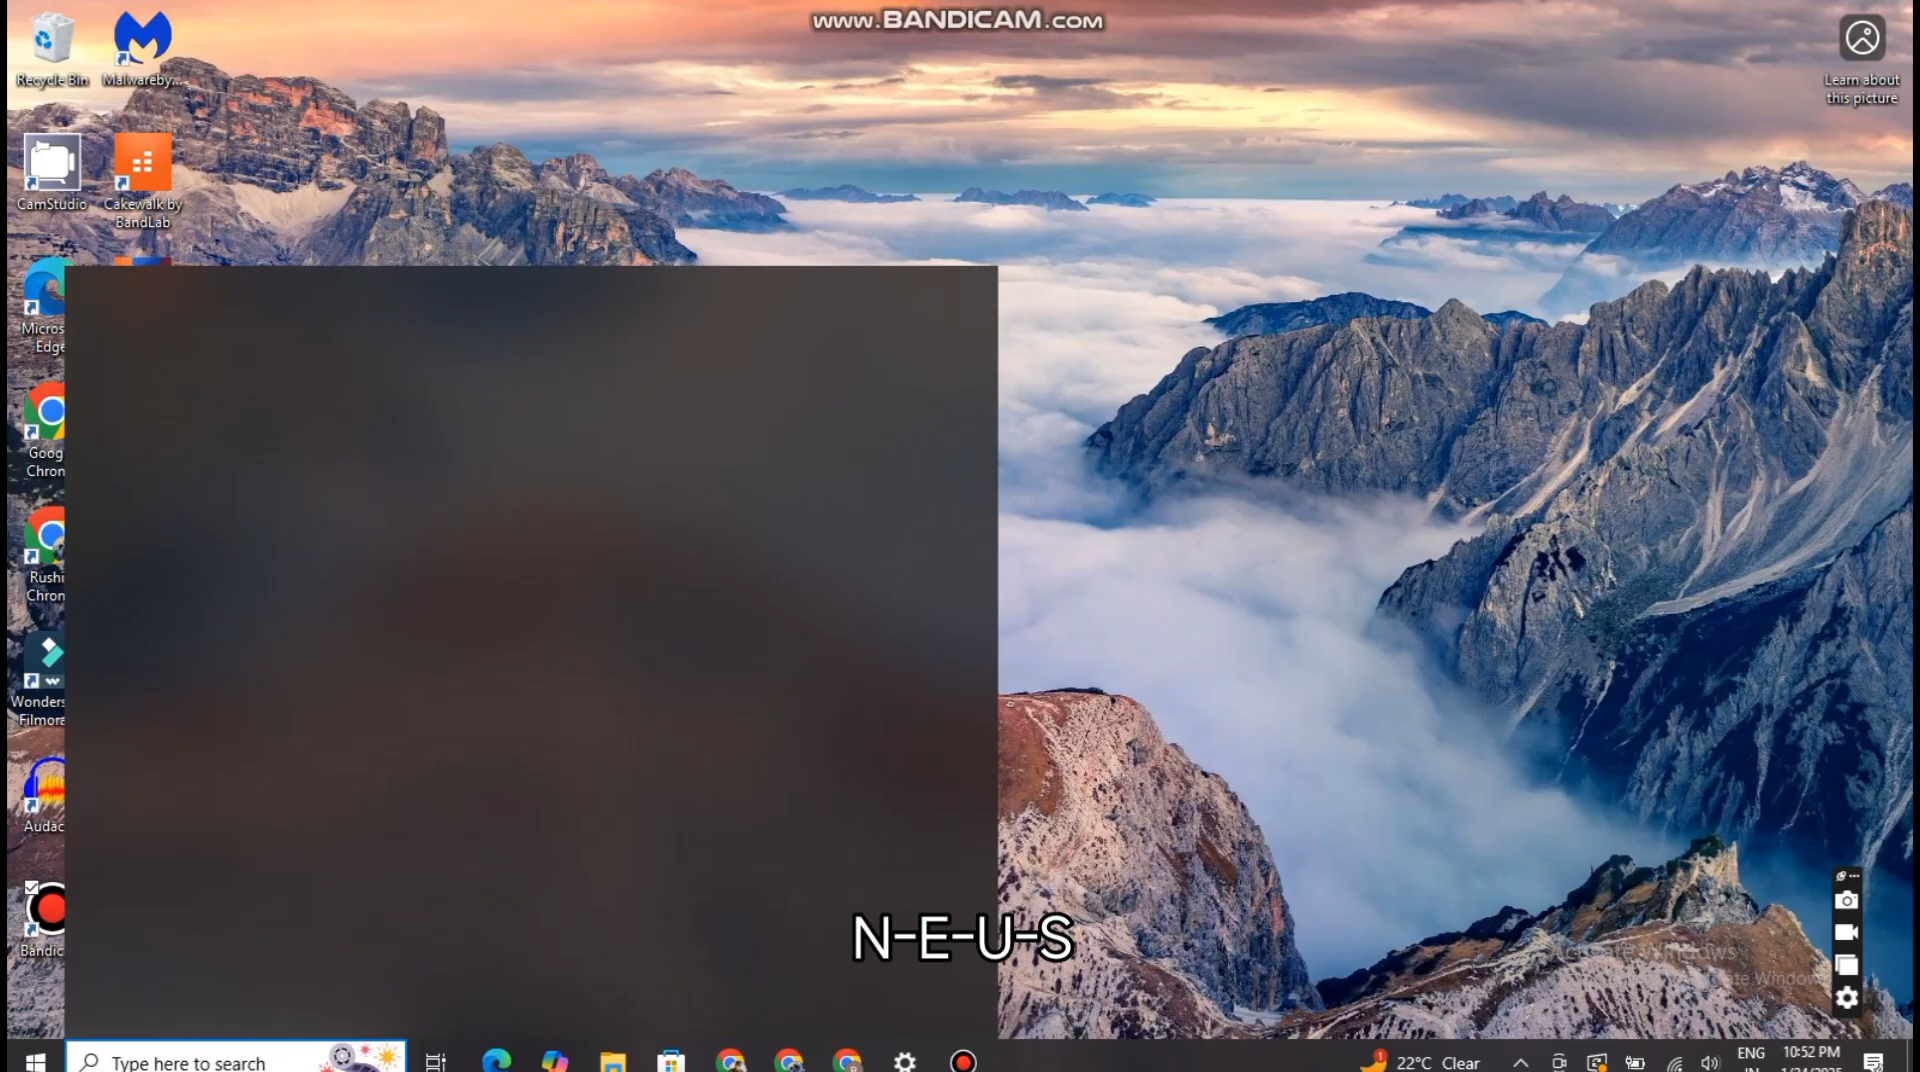 www.BANDICAM.com
Recycle Bin
Malwareby...
Learn about
this picture
CamStudio
Cakewalk by
BandLab
Micros
Edge
Goog
Chron
Rushi
Chron
Wonders
Filmora
Audac
Bandic
N-E-U-S
Type here to search
22°C Clear
ENG
10:52 PM